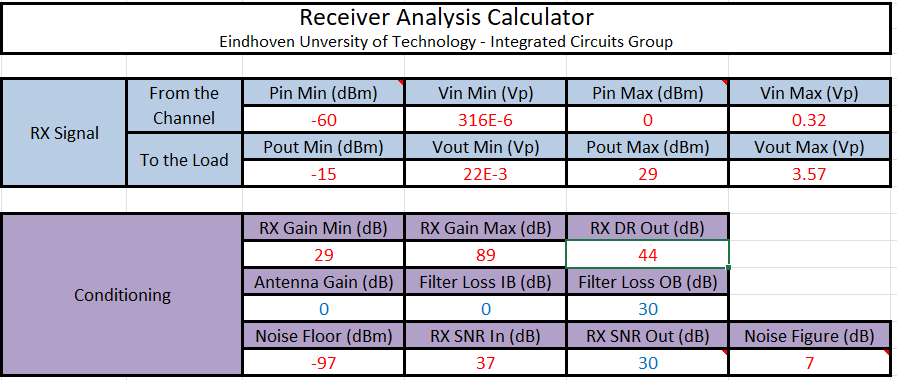 Receiver Analysis Calculator
Eindhoven Unversity of Technology - Integrated Circuits Group
RX Signal
From the Channel
Pin Min (dBm) Vin Min (Vp) Pin Max (dBm) Vin Max (Vp)
-60 316E-6 0 0.32
To the Load
Pout Min (dBm) Vout Min (Vp) Pout Max (dBm) Vout Max (Vp)
-15 22E-3 29 3.57
Conditioning
RX Gain Min (dB) RX Gain Max (dB) RX DR Out (dB)
29 89 44
Antenna Gain (dB) Filter Loss IB (dB) Filter Loss OB (dB)
0 0 30
Noise Floor (dBm) RX SNR In (dB) RX SNR Out (dB) Noise Figure (dB)
-97 37 30 7